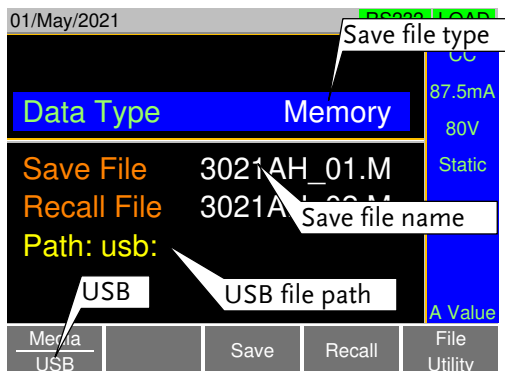 01/May/2021
LOAD
Save file type
CC
87.5mA
Data Type Memory
80V
Save File 3021AH_01.M
Static
Recall File
Save file name
Path: usb:
USB
USB file path
A Value
Media
USB
Save
Recall
File
Utility